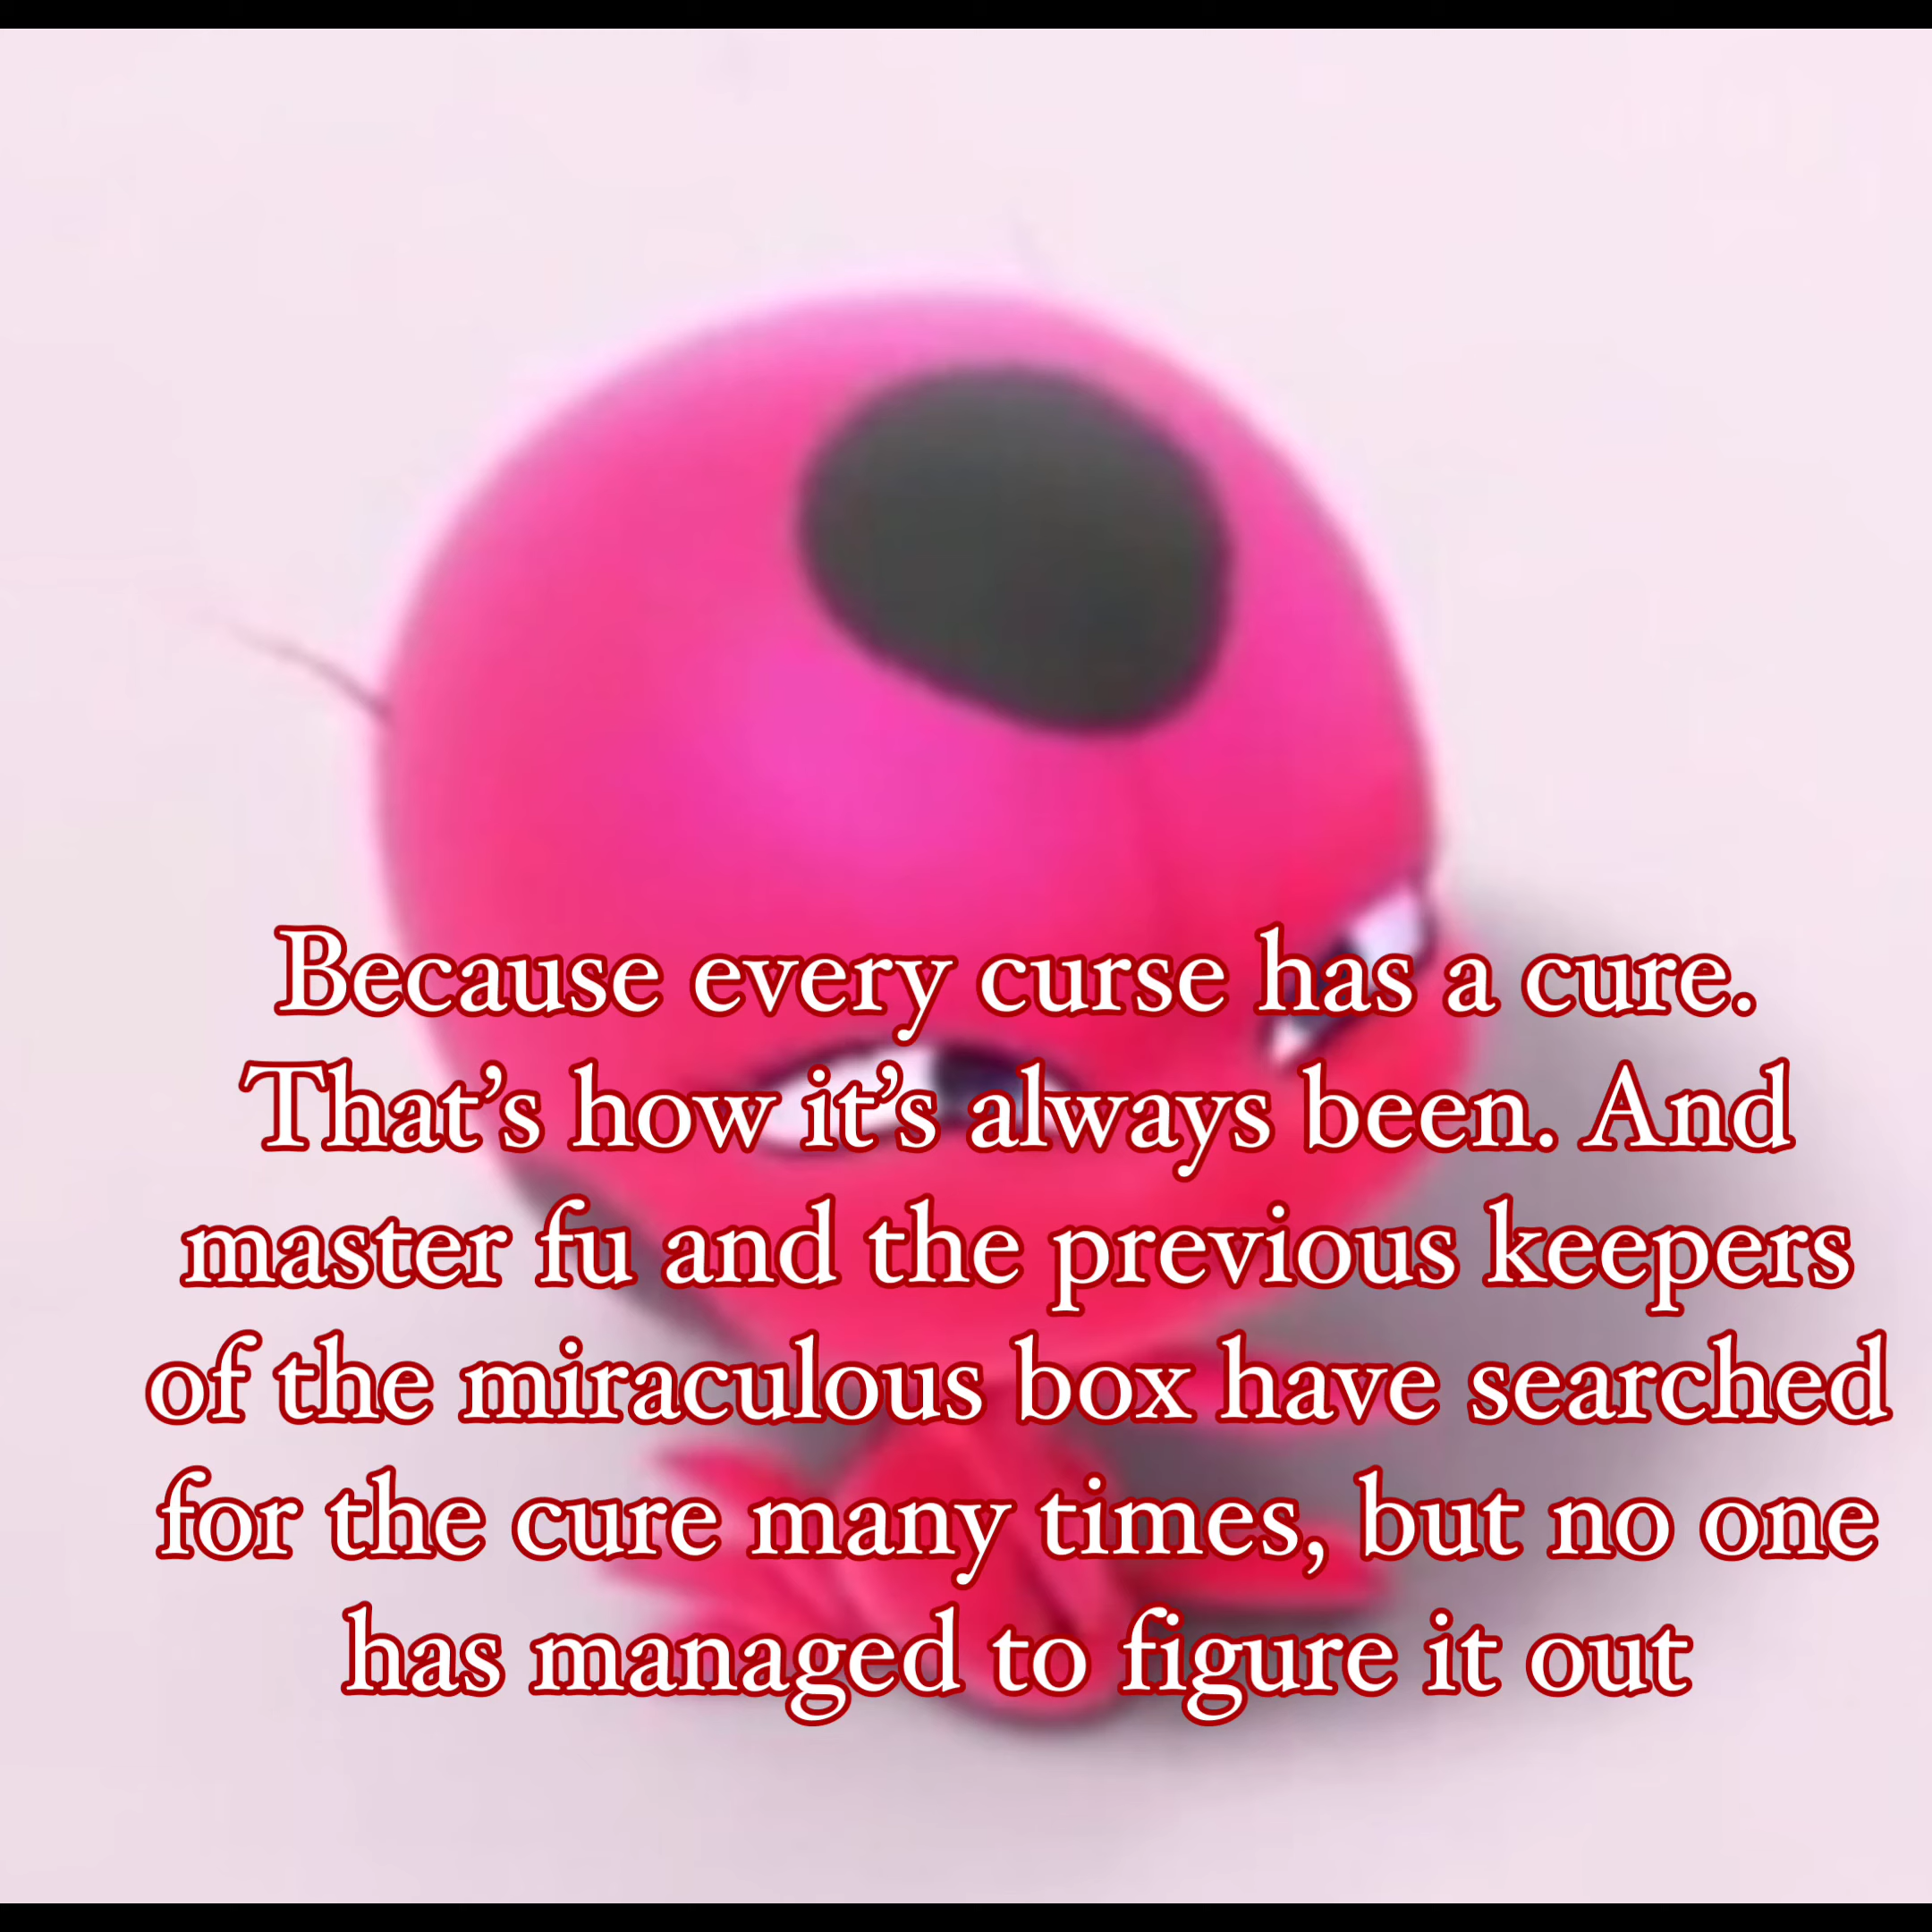 Because every curse has a cure.
That’s how it’s always been. And
master fu and the previous keepers
of the miraculous box have searched
for the cure many times, but no one
has managed to figure it out